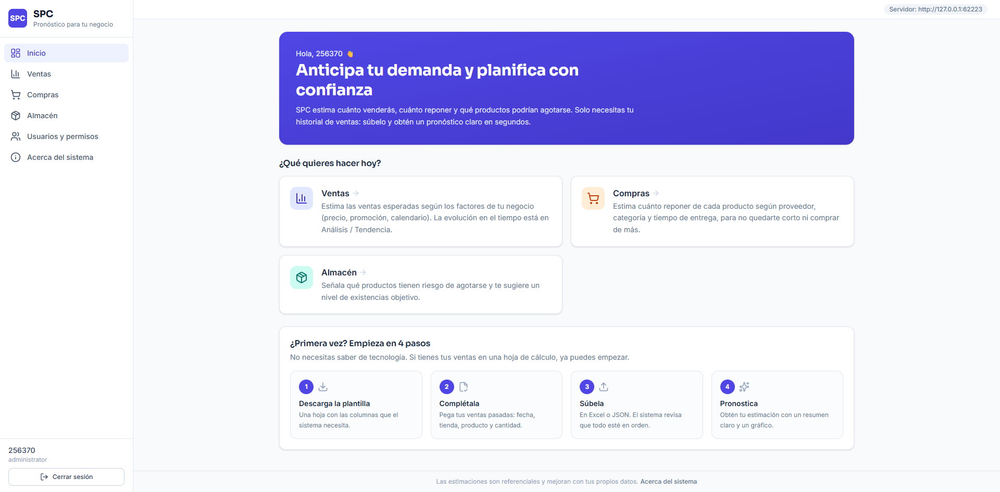 SPC
SPC
Pronóstico para tu negocio
Inicio
Ventas
Compras
Almacén
Usuarios y permisos
Acerca del sistema
256370
administrator
Cerrar sesión
Servidor: http://127.0.0.1:62223
Hola, 256370 👋
Anticipa tu demanda y planifica con
confianza
SPC estima cuánto venderás, cuánto reponer y qué productos podrían agotarse. Solo necesitas tu
historial de ventas: súbelo y obtén un pronóstico claro en segundos.
¿Qué quieres hacer hoy?
Ventas
Estima las ventas esperadas según los factores de tu negocio
(precio, promoción, calendario). La evolución en el tiempo está en
Análisis / Tendencia.
Compras
Estima cuánto reponer de cada producto según proveedor,
categoría y tiempo de entrega, para no quedarte corto ni comprar
de más.
Almacén
Señala qué productos tienen riesgo de agotarse y te sugiere un
nivel de existencias objetivo.
¿Primera vez? Empieza en 4 pasos
No necesitas saber de tecnología. Si tienes tus ventas en una hoja de cálculo, ya puedes empezar.
1
Descarga la plantilla
Una hoja con las columnas que el
sistema necesita.
2
Complétala
Pega tus ventas pasadas: fecha,
tienda, producto y cantidad.
3
Súbela
En Excel o JSON. El sistema revisa
que todo esté en orden.
4
Pronostica
Obtén tu estimación con un resumen
claro y un gráfico.
Las estimaciones son referenciales y mejoran con tus propios datos. Acerca del sistema